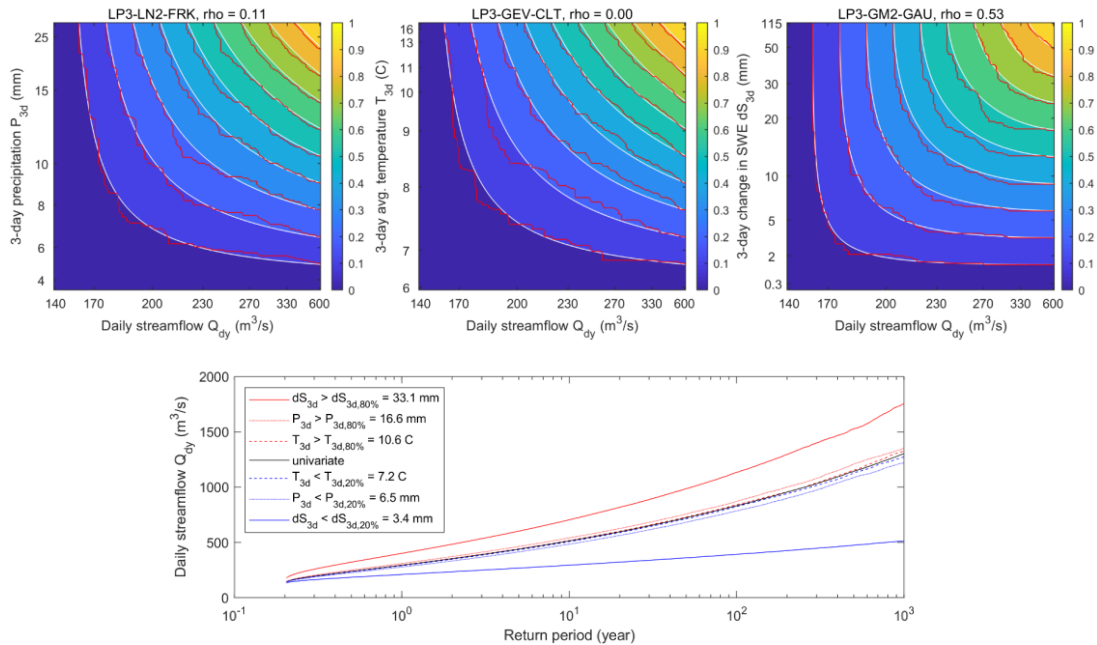 LP3-LN2-FRK, rho = 0.11
25
15
10
8
6
4
3-day precipitation P3d (mm)
140 170 200 230 270 330 600
Daily streamflow Qdy (m3/s)
1
0.9
0.8
0.7
0.6
0.5
0.4
0.3
0.2
0.1
0
LP3-GEV-CLT, rho = 0.00
16
13
11
10
9
8
7
6
3-day avg. temperature T3d (C)
140 170 200 230 270 330 600
Daily streamflow Qdy (m3/s)
1
0.9
0.8
0.7
0.6
0.5
0.4
0.3
0.2
0.1
0
LP3-GM2-GAU, rho = 0.53
115
50
30
20
10
5
2
0.3
3-day change in SWE dS3d (mm)
140 170 200 230 270 330 600
Daily streamflow Qdy (m3/s)
1
0.9
0.8
0.7
0.6
0.5
0.4
0.3
0.2
0.1
0
2000
1500
1000
500
0
Daily streamflow Qdy (m3/s)
dS3d > dS3d,80% = 33.1 mm
P3d > P3d,80% = 16.6 mm
T3d > T3d,80% = 10.6 C
univariate
T3d < T3d,20% = 7.2 C
P3d < P3d,20% = 6.5 mm
dS3d < dS3d,20% = 3.4 mm
10-1 100 101 102 103
Return period (year)